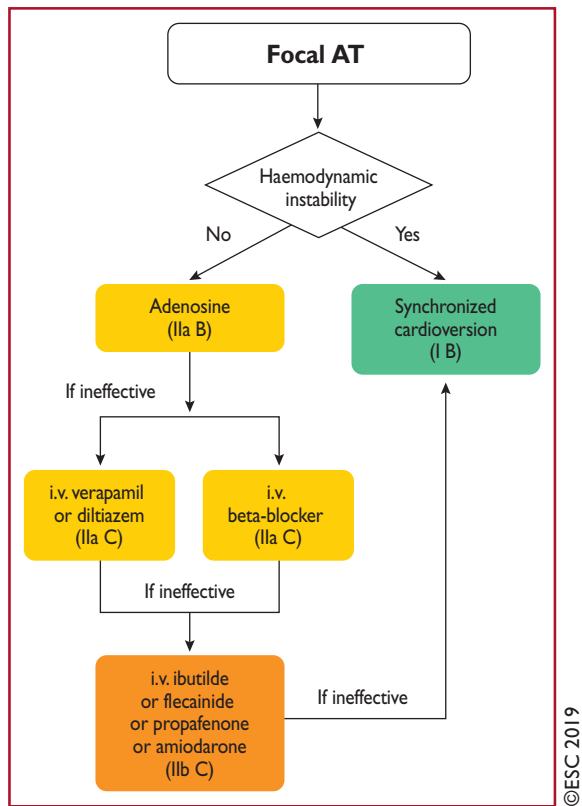 Focal AT
Haemodynamic
instability
No
Yes
Adenosine
(IIa B)
Synchronized
cardioversion
(I B)
If ineffective
i.v. verapamil
or diltiazem
(IIa C)
i.v.
beta-blocker
(IIa C)
If ineffective
i.v. ibutilde
or flecainide
or propafenone
or amiodarone
(IIb C)
If ineffective
©ESC 2019